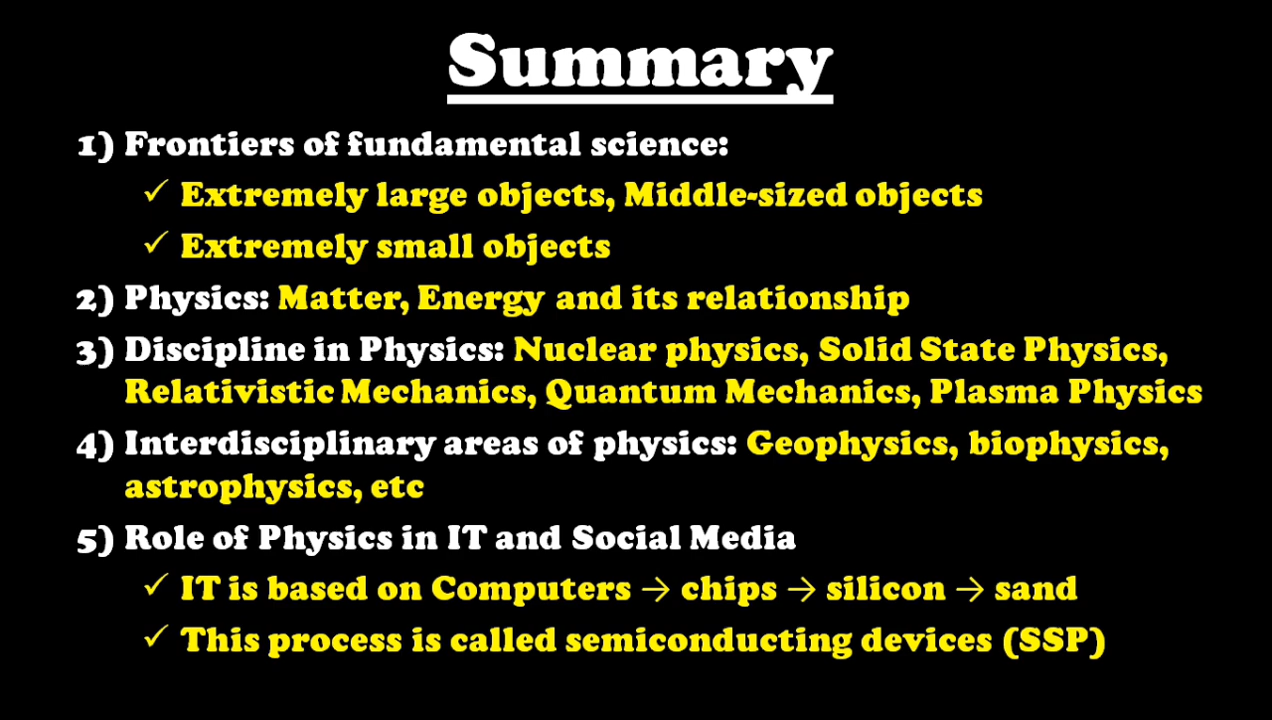 Summary
1) Frontiers of fundamental science:
✓ Extremely large objects, Middle-sized objects
✓ Extremely small objects
2) Physics: Matter, Energy and its relationship
3) Discipline in Physics: Nuclear physics, Solid State Physics,
Relativistic Mechanics, Quantum Mechanics, Plasma Physics
4) Interdisciplinary areas of physics: Geophysics, biophysics,
astrophysics, etc
5) Role of Physics in IT and Social Media
✓ IT is based on Computers → chips → silicon → sand
✓ This process is called semiconducting devices (SSP)